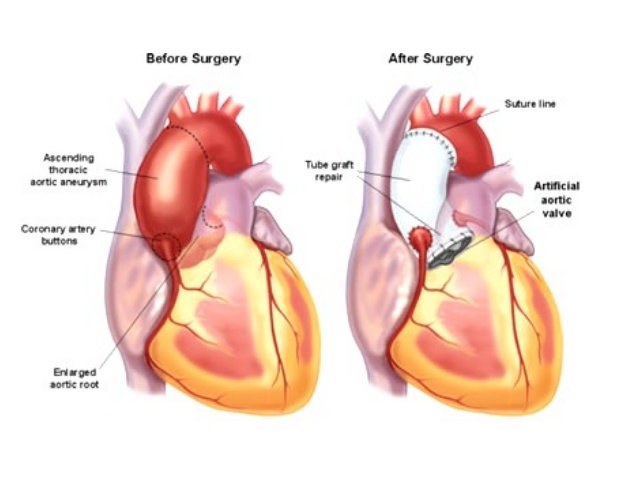 Before Surgery
After Surgery
Suture line
Ascending
thoracic
aortic aneurysm
Tube graft
repair
Artificial
aortic
valve
Coronary artery
buttons
Enlarged
aortic root